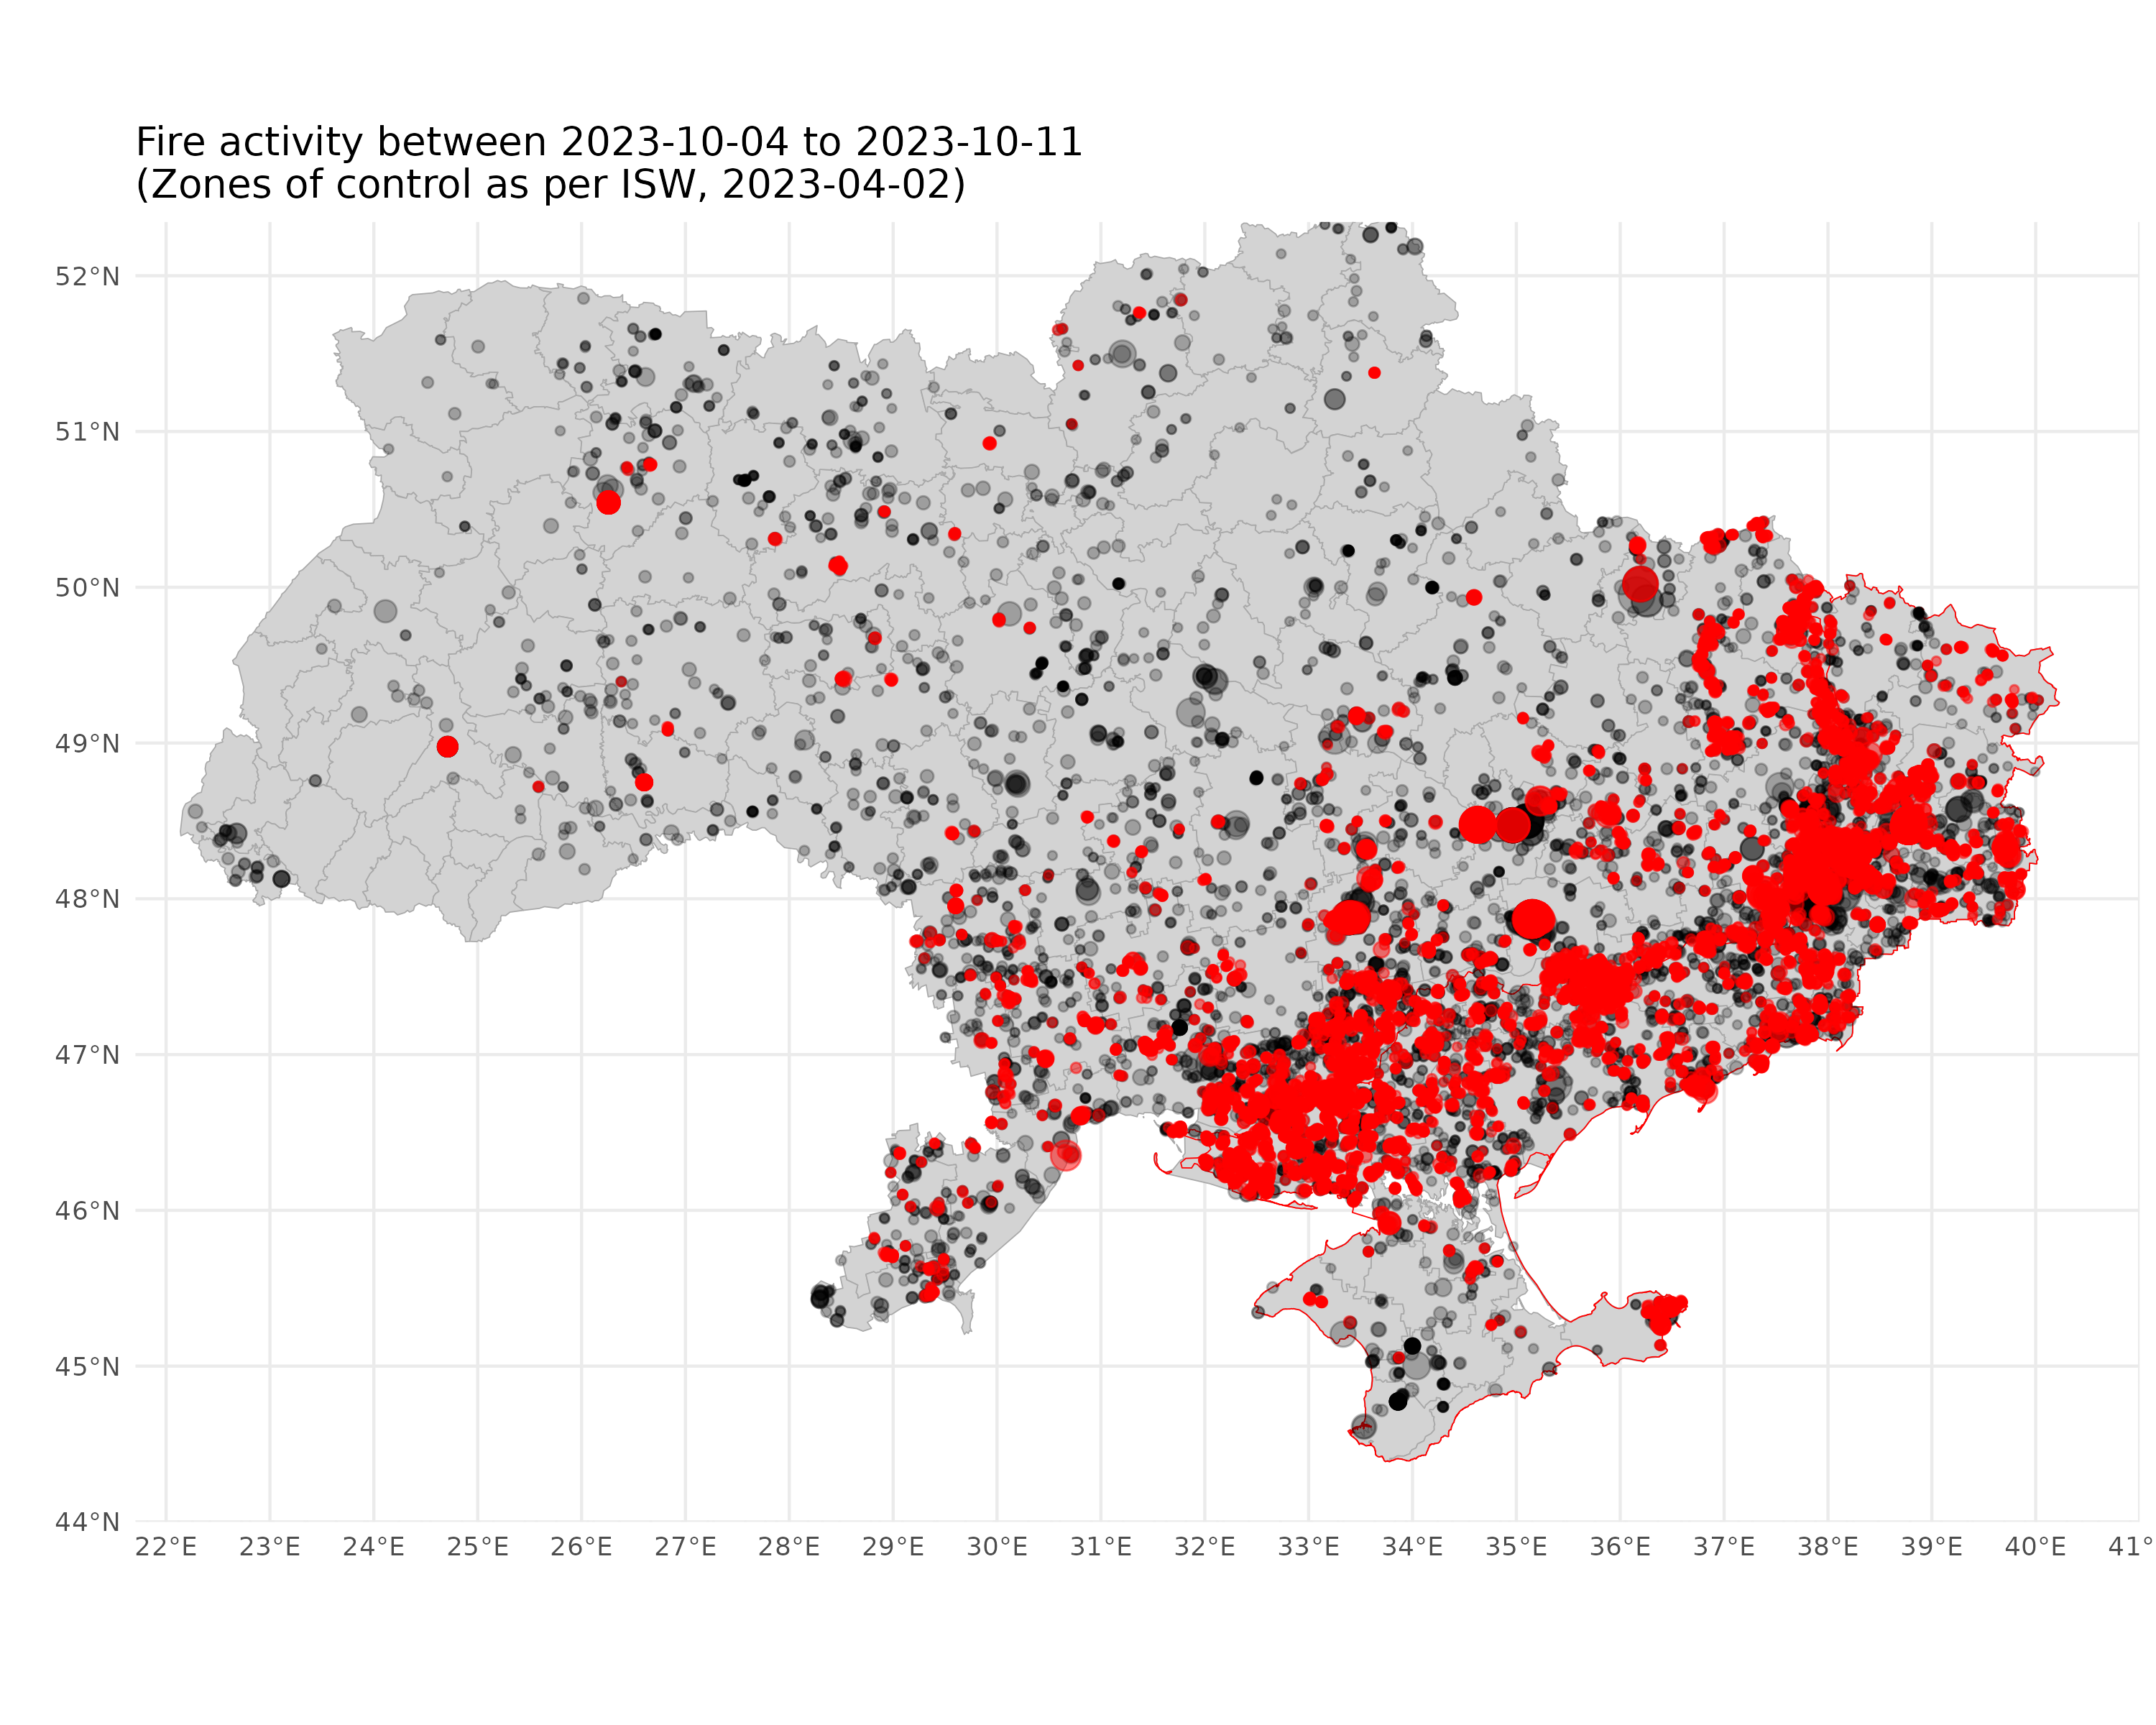 Fire activity between 2023-10-04 to 2023-10-11
(Zones of control as per ISW, 2023-04-02)
52°N
51°N
50°N
49°N
48°N
47°N
46°N
45°N
44°N
22°E 23°E 24°E 25°E 26°E 27°E 28°E 29°E 30°E 31°E 32°E 33°E 34°E 35°E 36°E 37°E 38°E 39°E 40°E 41°